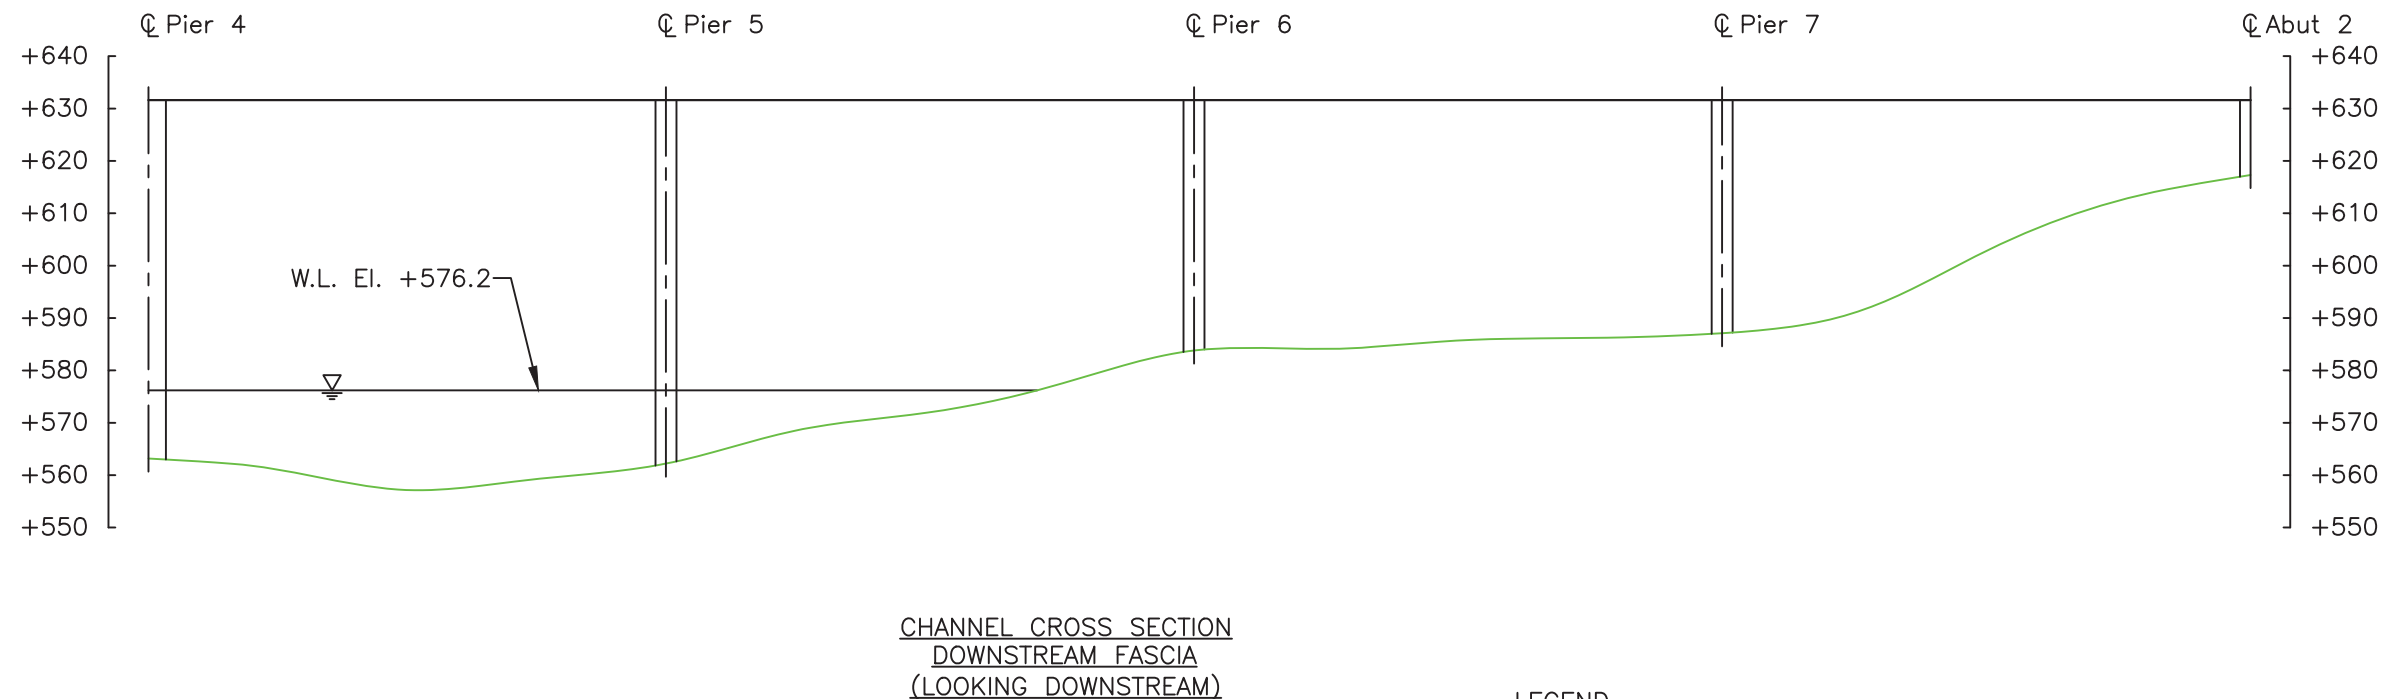 ℄ Pier 4 ℄ Pier 5 ℄ Pier 6 ℄ Pier 7 ℄ Abut 2
+640 +640
+630 +630
+620 +620
+610 +610
+600 +600
W.L. El. +576.2
+590 +590
+580 +580
+570 +570
+560 +560
+550 +550
CHANNEL CROSS SECTION
DOWNSTREAM FASCIA
(LOOKING DOWNSTREAM)
LEGEND